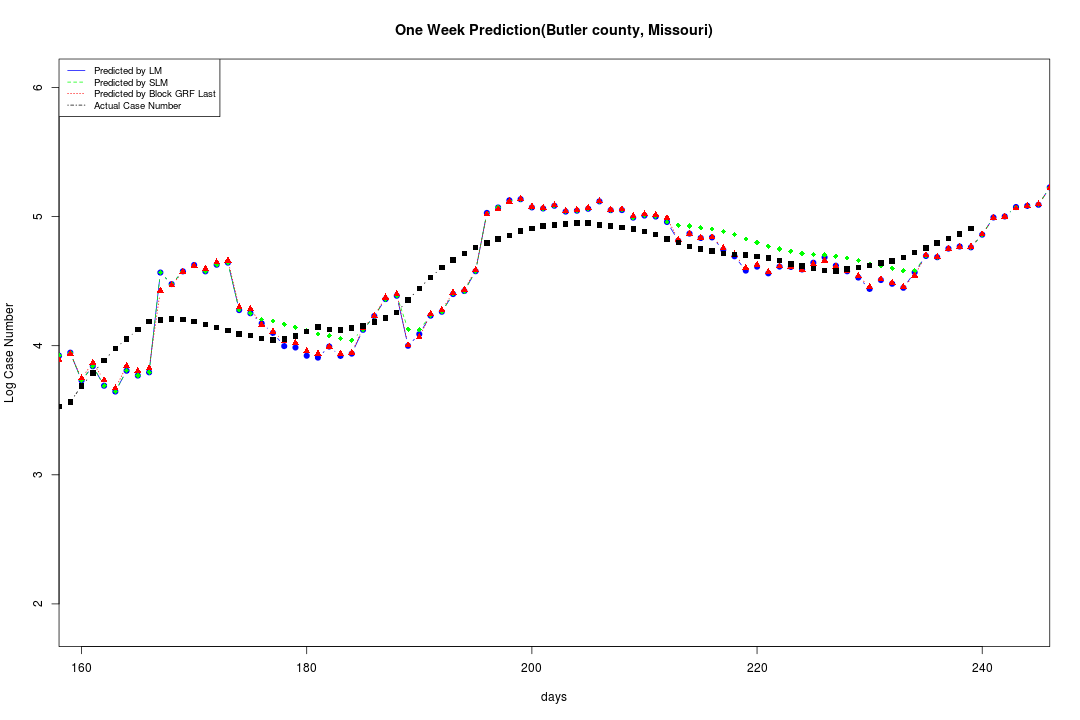 One Week Prediction(Butler county, Missouri)
Predicted by LM
Predicted by SLM
Predicted by Block GRF Last
Actual Case Number
Log Case Number
6
5
4
3
2
160 180 200 220 240
days